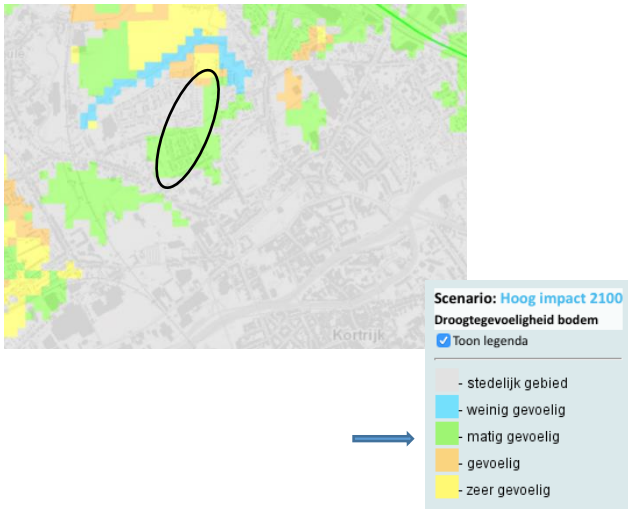 Kortrijk
Scenario: Hoog impact 2100
Droogtegevoeligheid bodem
Toon legenda
- stedelijk gebied
- weinig gevoelig
- matig gevoelig
- gevoelig
- zeer gevoelig